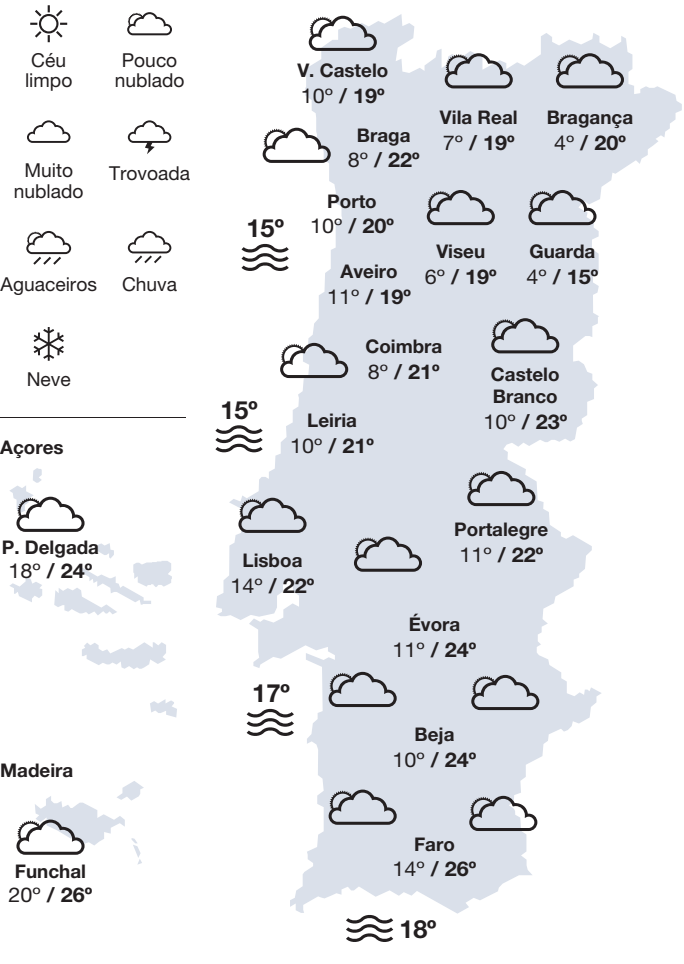 Céu
limpo
Pouco
nublado
Muito
nublado
Trovoada
Aguaceiros
Chuva
Neve
Açores
P. Delgada
18º / 24º
Madeira
Funchal
20º / 26º
V. Castelo
10º / 19º
Vila Real
7º / 19º
Bragança
4º / 20º
Braga
8º / 22º
Porto
10º / 20º
15º
Viseu
6º / 19º
Guarda
4º / 15º
Aveiro
11º / 19º
Coimbra
8º / 21º
Castelo
Branco
10º / 23º
15º
Leiria
10º / 21º
Portalegre
11º / 22º
Lisboa
14º / 22º
Évora
11º / 24º
17º
Beja
10º / 24º
Faro
14º / 26º
18º